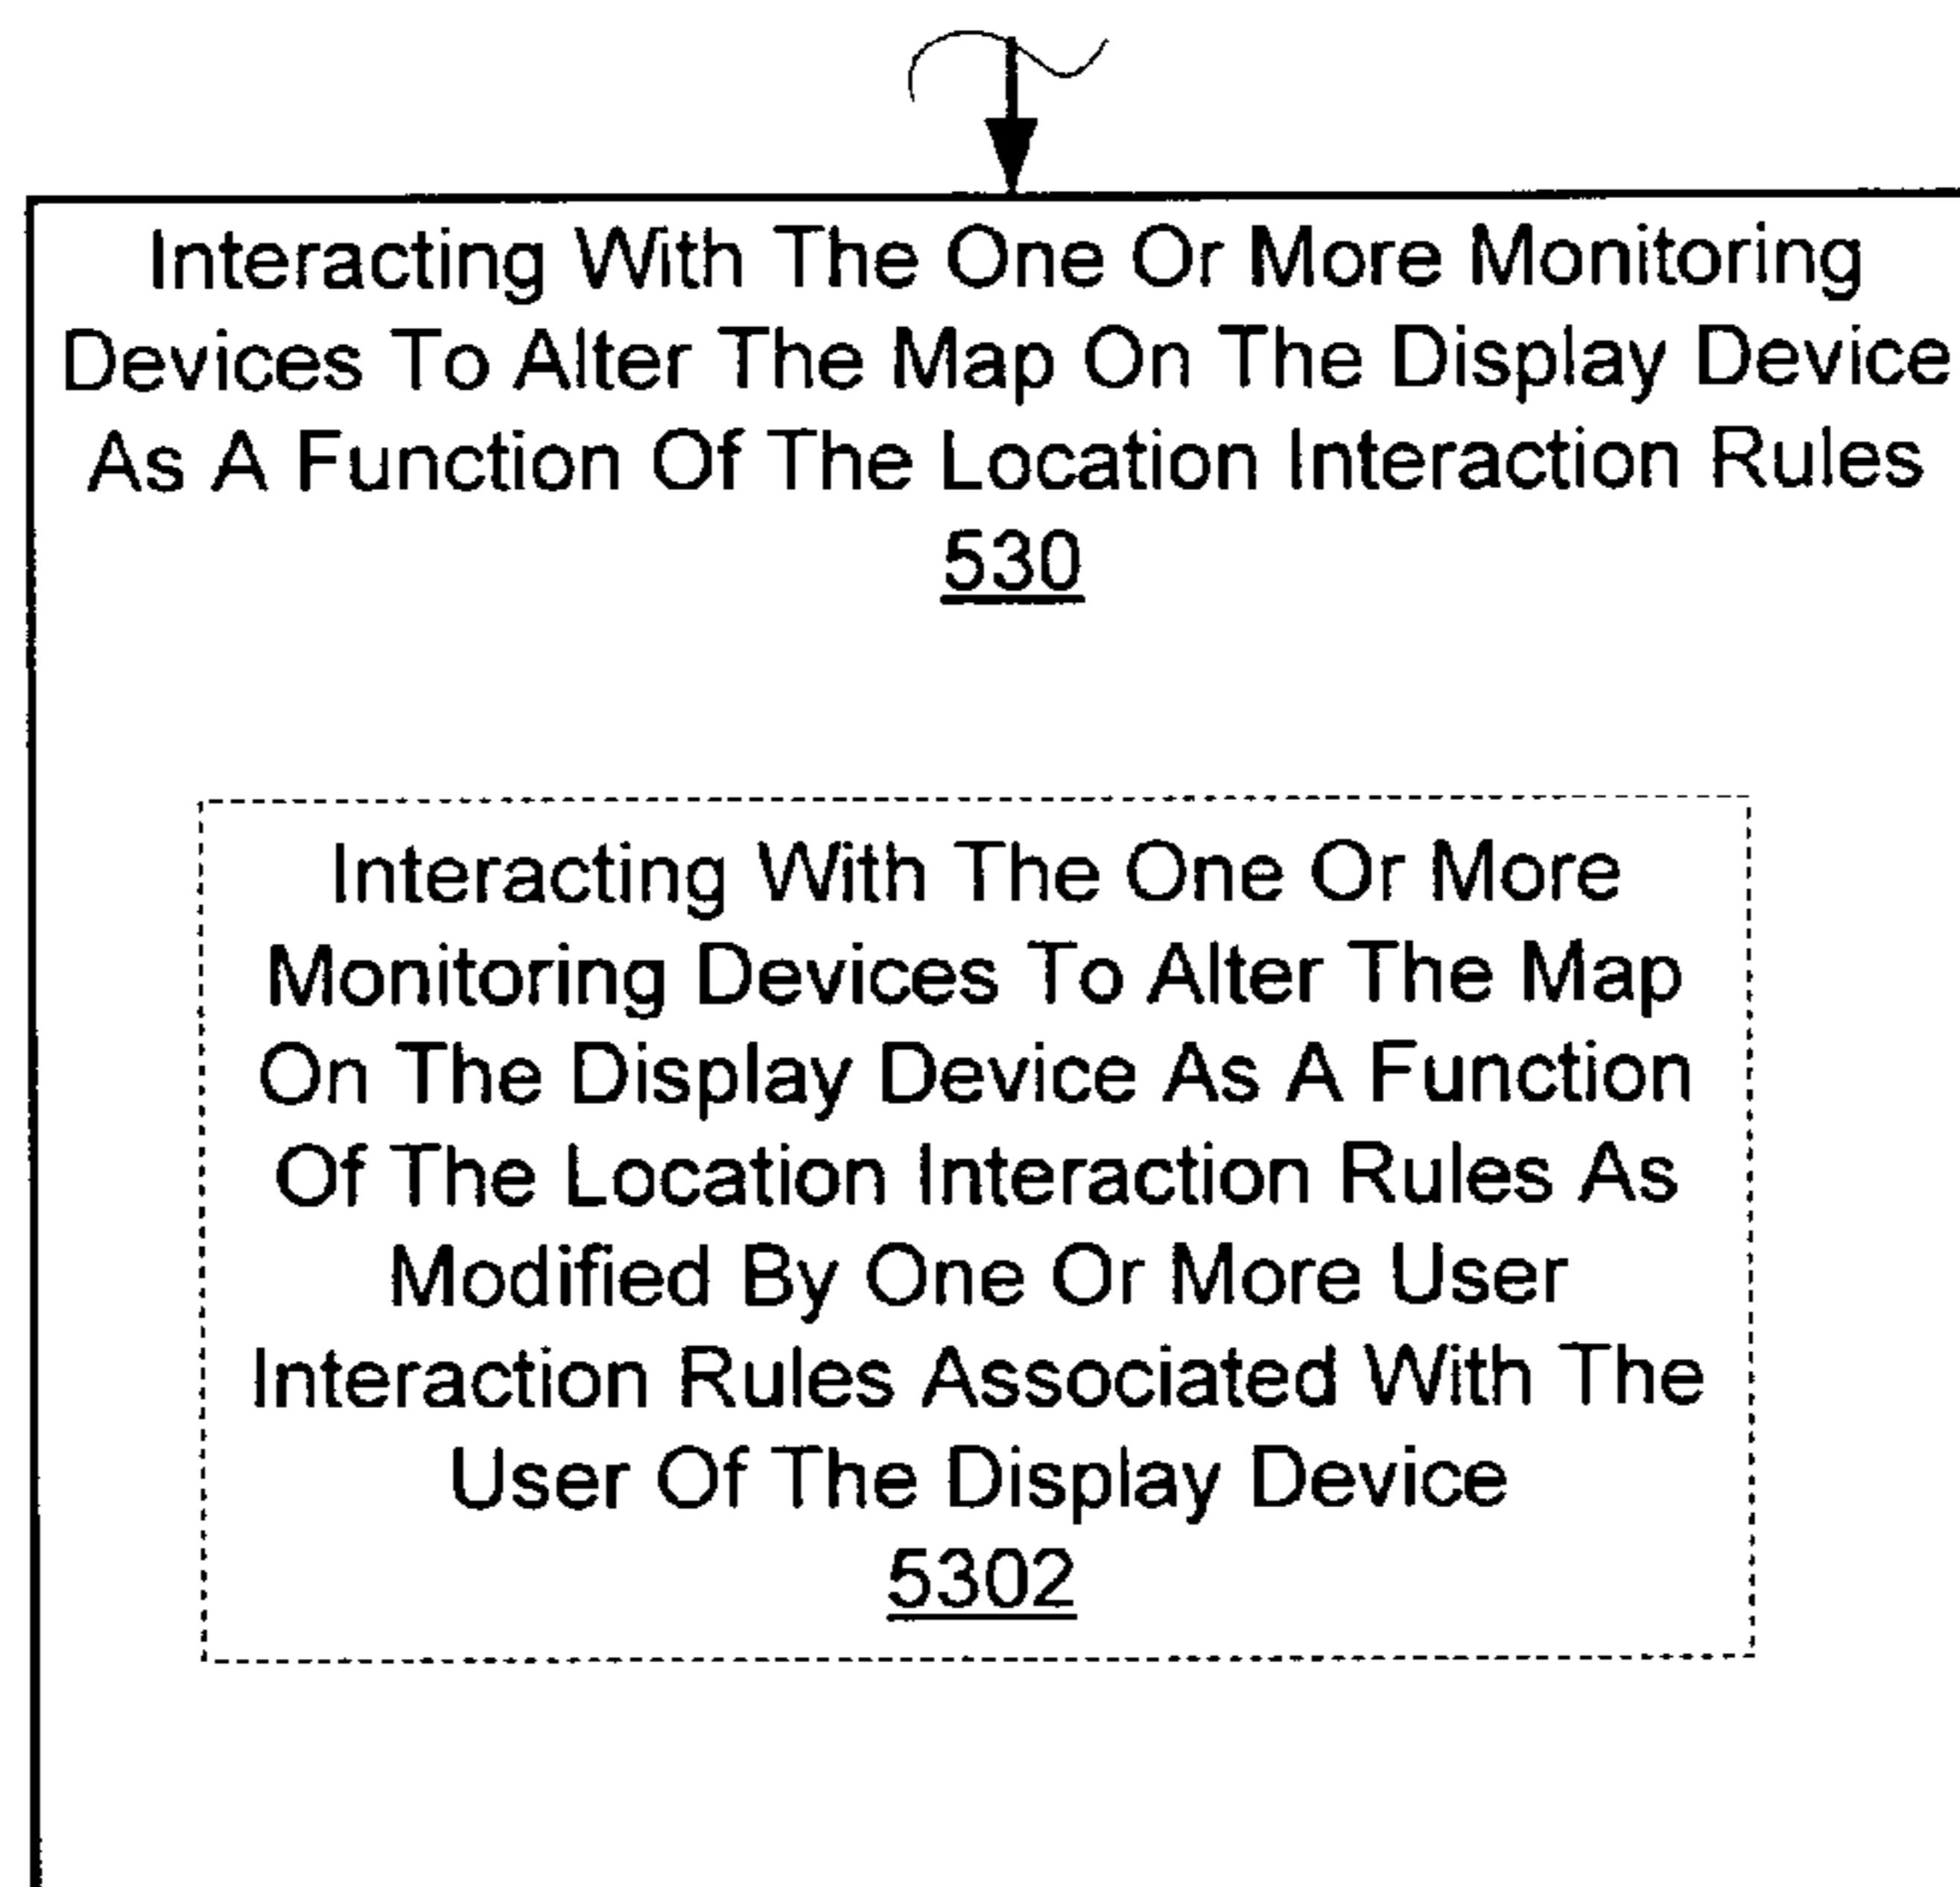 Interacting With The One Or More Monitoring
Devices To Alter The Map On The Display Device
As A Function Of The Location Interaction Rules
530
Interacting With The One Or More
Monitoring Devices To Alter The Map
On The Display Device As A Function
Of The Location Interaction Rules As
Modified By One Or More User
Interaction Rules Associated With The
User Of The Display Device
5302